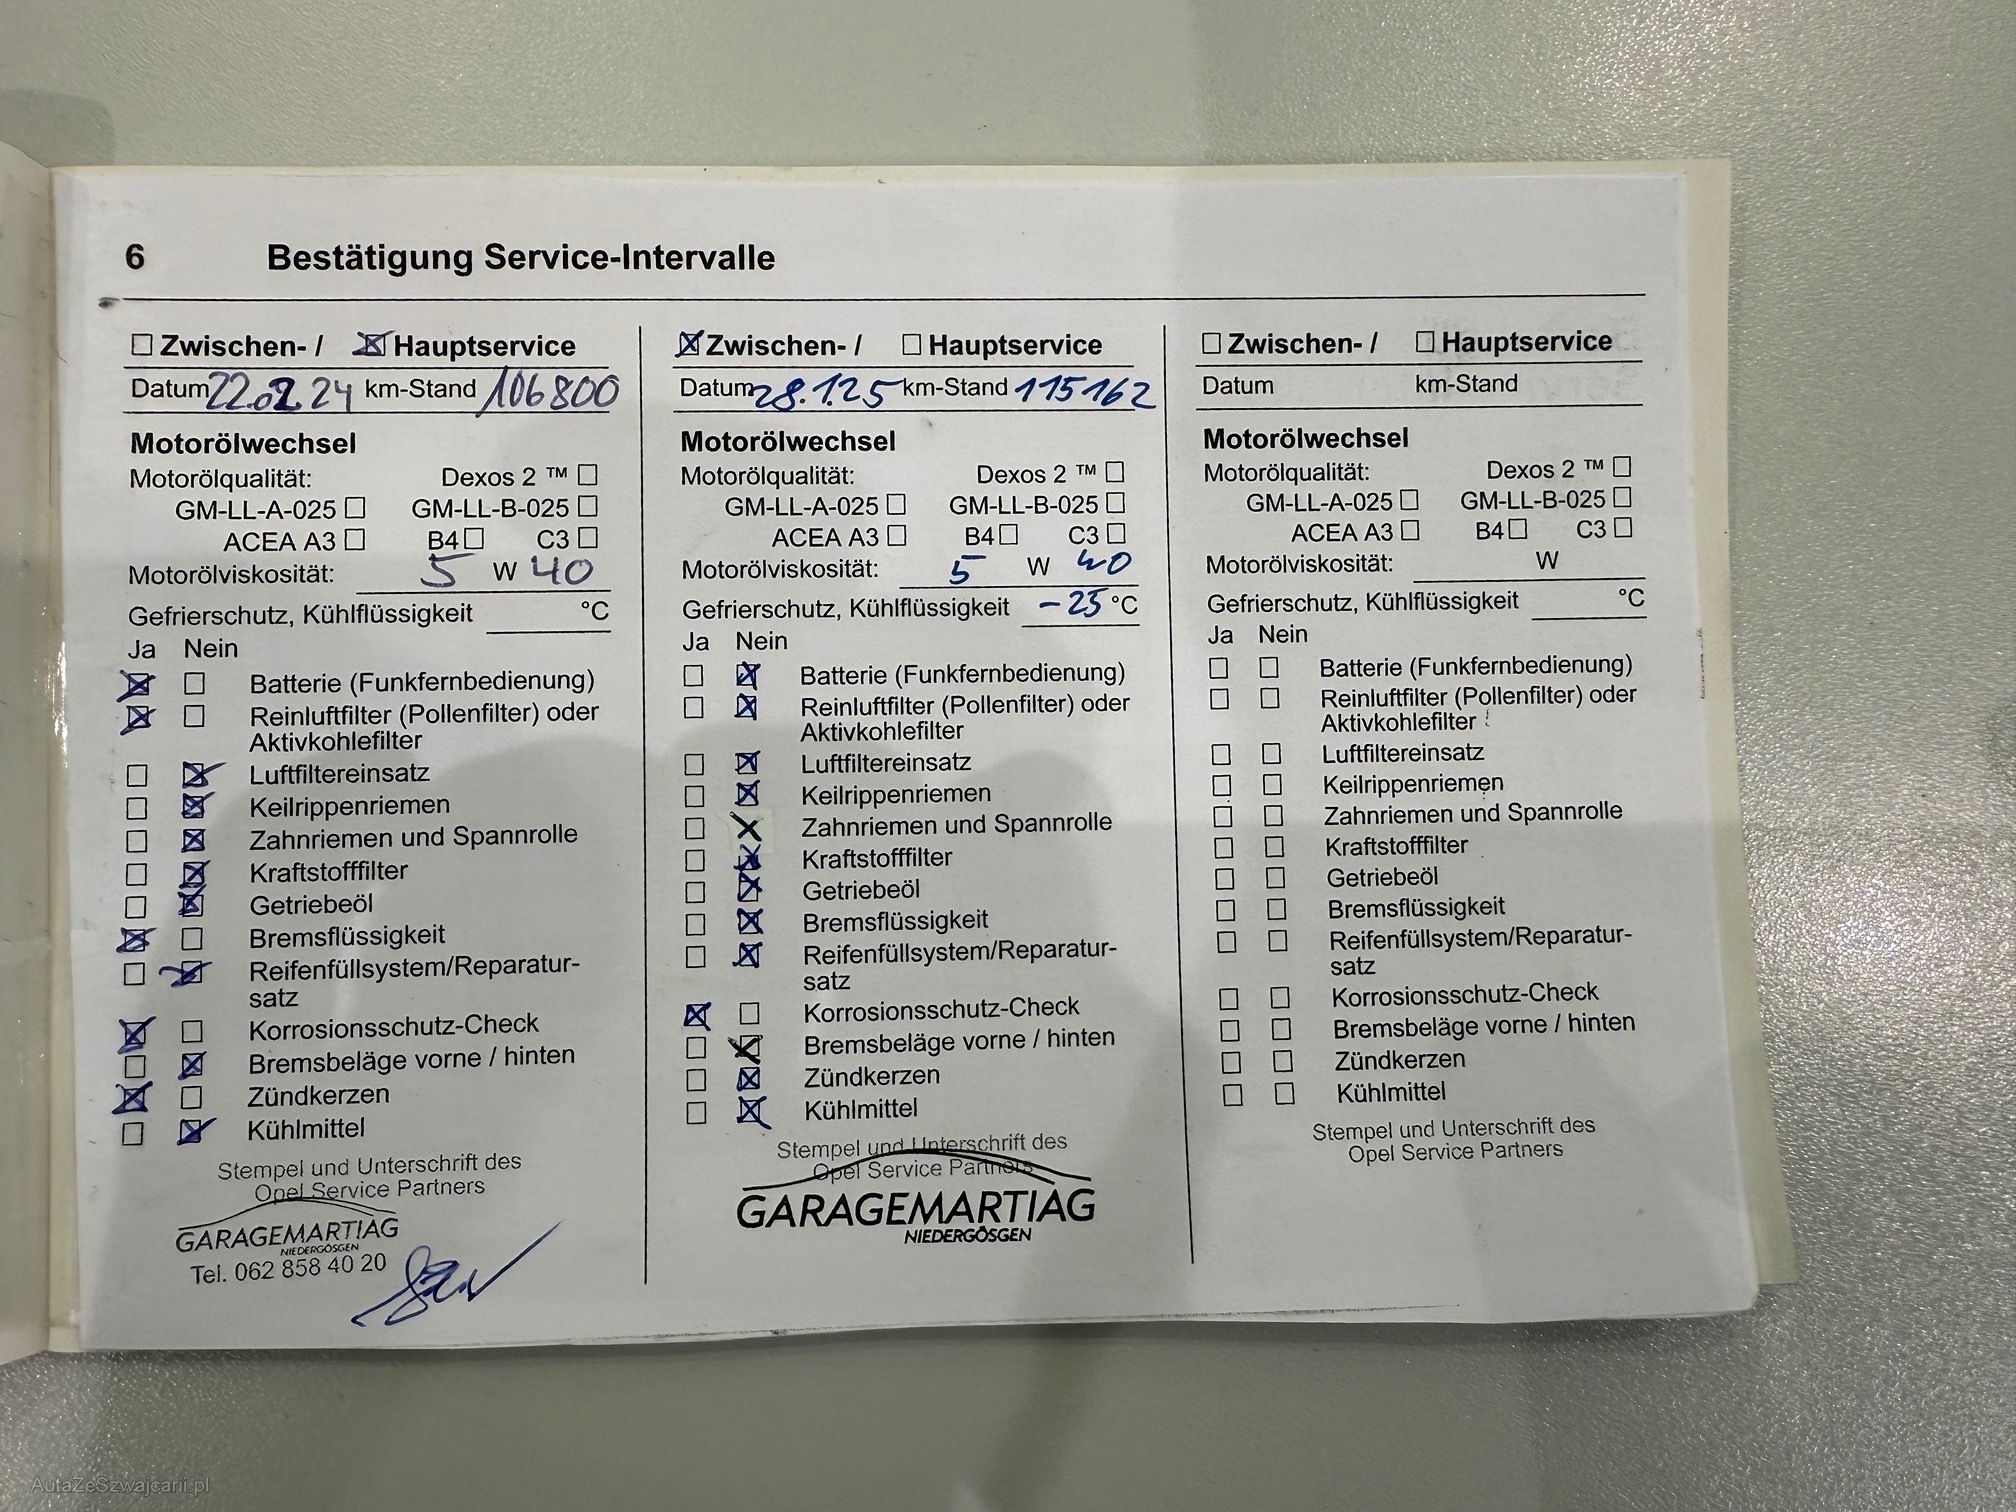 6 Bestätigung Service-Intervalle
☐ Zwischen- / ☒ Hauptservice
Datum 22.02.24 km-Stand 106800
Motorölwechsel
Motorölqualität: Dexos 2 ™ ☐
GM-LL-A-025 ☐ GM-LL-B-025 ☐
ACEA A3 ☐ B4 ☐ C3 ☐
Motorölviskosität: 5 W 40
Gefrierschutz, Kühlflüssigkeit °C
Ja Nein
☒ ☐ Batterie (Funkfernbedienung)
☒ ☐ Reinluftfilter (Pollenfilter) oder
Aktivkohlefilter
☐ ☒ Luftfiltereinsatz
☐ ☒ Keilrippenriemen
☐ ☒ Zahnriemen und Spannrolle
☐ ☒ Kraftstofffilter
☐ ☒ Getriebeöl
☒ ☐ Bremsflüssigkeit
☐ ☒ Reifenfüllsystem/Reparatur-
satz
☒ ☐ Korrosionsschutz-Check
☐ ☒ Bremsbeläge vorne / hinten
☒ ☐ Zündkerzen
☐ ☒ Kühlmittel
Stempel und Unterschrift des
Opel Service Partners
GARAGEMARTIAG
NIEDERGÖSGEN
Tel. 062 858 40 20
☒ Zwischen- / ☐ Hauptservice
Datum 28.1.25 km-Stand 115162
Motorölwechsel
Motorölqualität: Dexos 2 ™ ☐
GM-LL-A-025 ☐ GM-LL-B-025 ☐
ACEA A3 ☐ B4 ☐ C3 ☐
Motorölviskosität: 5 W 40
Gefrierschutz, Kühlflüssigkeit -25 °C
Ja Nein
☐ ☒ Batterie (Funkfernbedienung)
☐ ☒ Reinluftfilter (Pollenfilter) oder
Aktivkohlefilter
☐ ☒ Luftfiltereinsatz
☐ ☒ Keilrippenriemen
☐ ☒ Zahnriemen und Spannrolle
☐ ☒ Kraftstofffilter
☐ ☒ Getriebeöl
☐ ☒ Bremsflüssigkeit
☐ ☒ Reifenfüllsystem/Reparatur-
satz
☒ ☐ Korrosionsschutz-Check
☐ ☒ Bremsbeläge vorne / hinten
☐ ☒ Zündkerzen
☐ ☒ Kühlmittel
Stempel und Unterschrift des
Opel Service Partners
GARAGEMARTIAG
NIEDERGÖSGEN
☐ Zwischen- / ☐ Hauptservice
Datum km-Stand
Motorölwechsel
Motorölqualität: Dexos 2 ™ ☐
GM-LL-A-025 ☐ GM-LL-B-025 ☐
ACEA A3 ☐ B4 ☐ C3 ☐
Motorölviskosität: W
Gefrierschutz, Kühlflüssigkeit °C
Ja Nein
☐ ☐ Batterie (Funkfernbedienung)
☐ ☐ Reinluftfilter (Pollenfilter) oder
Aktivkohlefilter
☐ ☐ Luftfiltereinsatz
☐ ☐ Keilrippenriemen
☐ ☐ Zahnriemen und Spannrolle
☐ ☐ Kraftstofffilter
☐ ☐ Getriebeöl
☐ ☐ Bremsflüssigkeit
☐ ☐ Reifenfüllsystem/Reparatur-
satz
☐ ☐ Korrosionsschutz-Check
☐ ☐ Bremsbeläge vorne / hinten
☐ ☐ Zündkerzen
☐ ☐ Kühlmittel
Stempel und Unterschrift des
Opel Service Partners
AutaZeSzwajcarii.pl